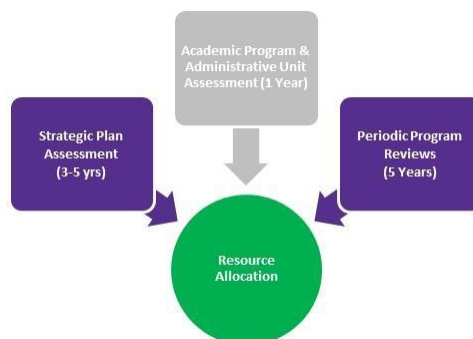 Academic Program &
Administrative Unit
Assessment (1 Year)
Strategic Plan
Assessment
(3-5 yrs)
Periodic Program
Reviews
(5 Years)
Resource
Allocation